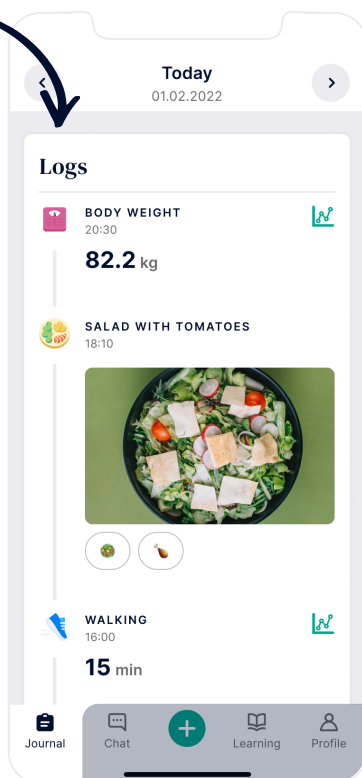 Today
01.02.2022
Logs
BODY WEIGHT
20:30
82.2 kg
SALAD WITH TOMATOES
18:10
WALKING
16:00
15 min
Journal
Chat
Learning
Profile